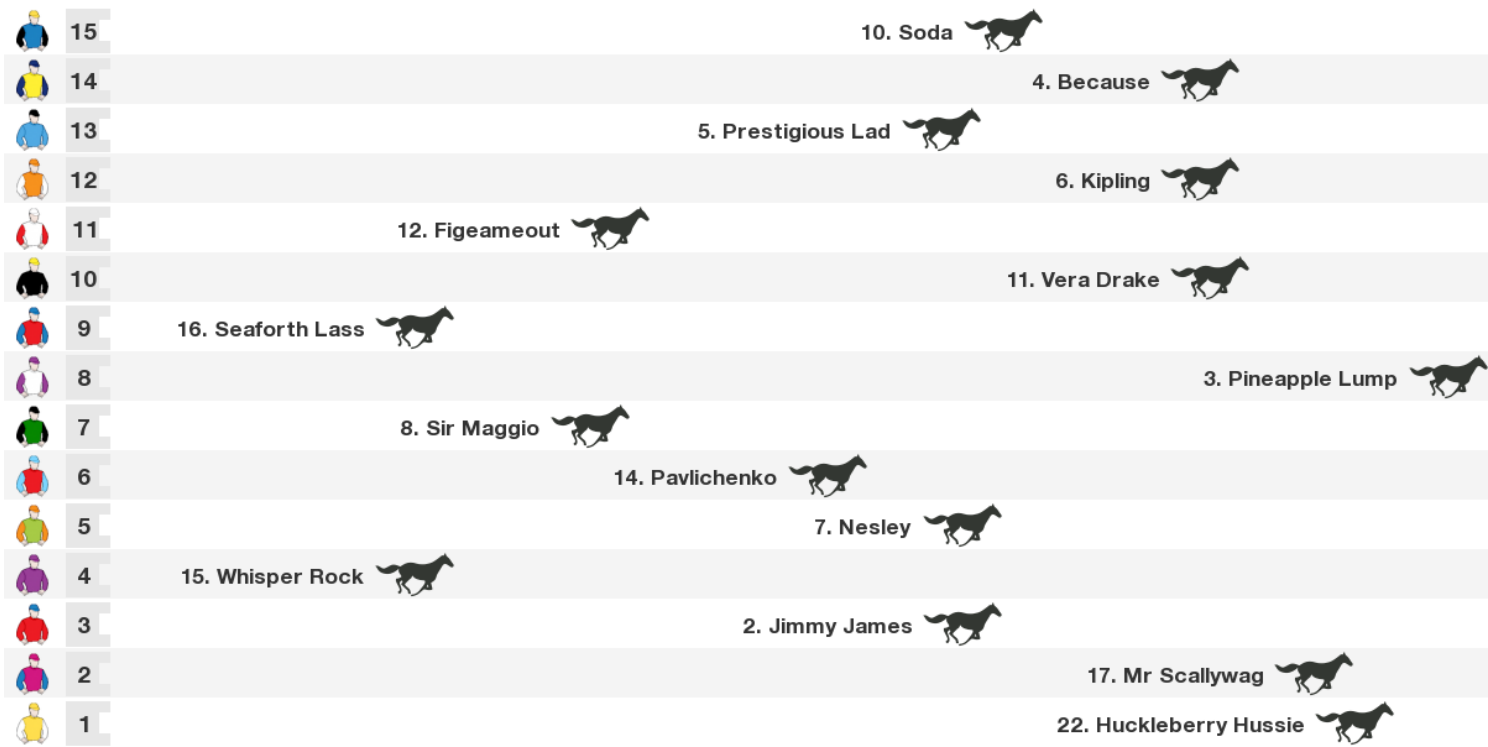 15 10. Soda
14 4. Because
13 5. Prestigious Lad
12 6. Kipling
11 12. Figeameout
10 11. Vera Drake
9 16. Seaforth Lass
8 3. Pineapple Lump
7 8. Sir Maggio
6 14. Pavlichenko
5 7. Nesley
4 15. Whisper Rock
3 2. Jimmy James
2 17. Mr Scallywag
1 22. Huckleberry Hussie